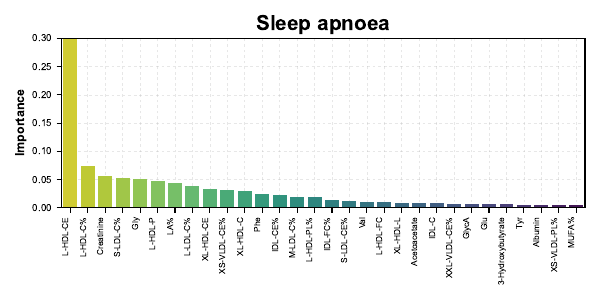 Sleep apnoea
Importance
0.30
0.25
0.20
0.15
0.10
0.05
0.00
L-HDL-CE
L-HDL-C%
Creatinine
S-LDL-C%
Gly
L-HDL-P
LA%
L-LDL-C%
XL-HDL-CE
XS-VLDL-CE%
XL-HDL-C
Phe
IDL-CE%
M-LDL-C%
L-HDL-PL%
IDL-FC%
S-LDL-CE%
Val
L-HDL-FC
XL-HDL-L
Acetoacetate
IDL-C
XXL-VLDL-CE%
GlycA
Glu
3-Hydroxybutyrate
Tyr
Albumin
XS-VLDL-PL%
MUFA%